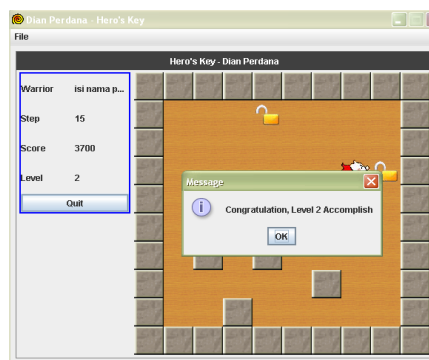 Dian Perdana - Hero's Key
File
Hero's Key - Dian Perdana
Warrior isi nama p...
Step 15
Score 3700
Level 2
Quit
Message
Congratulation, Level 2 Accomplish
OK